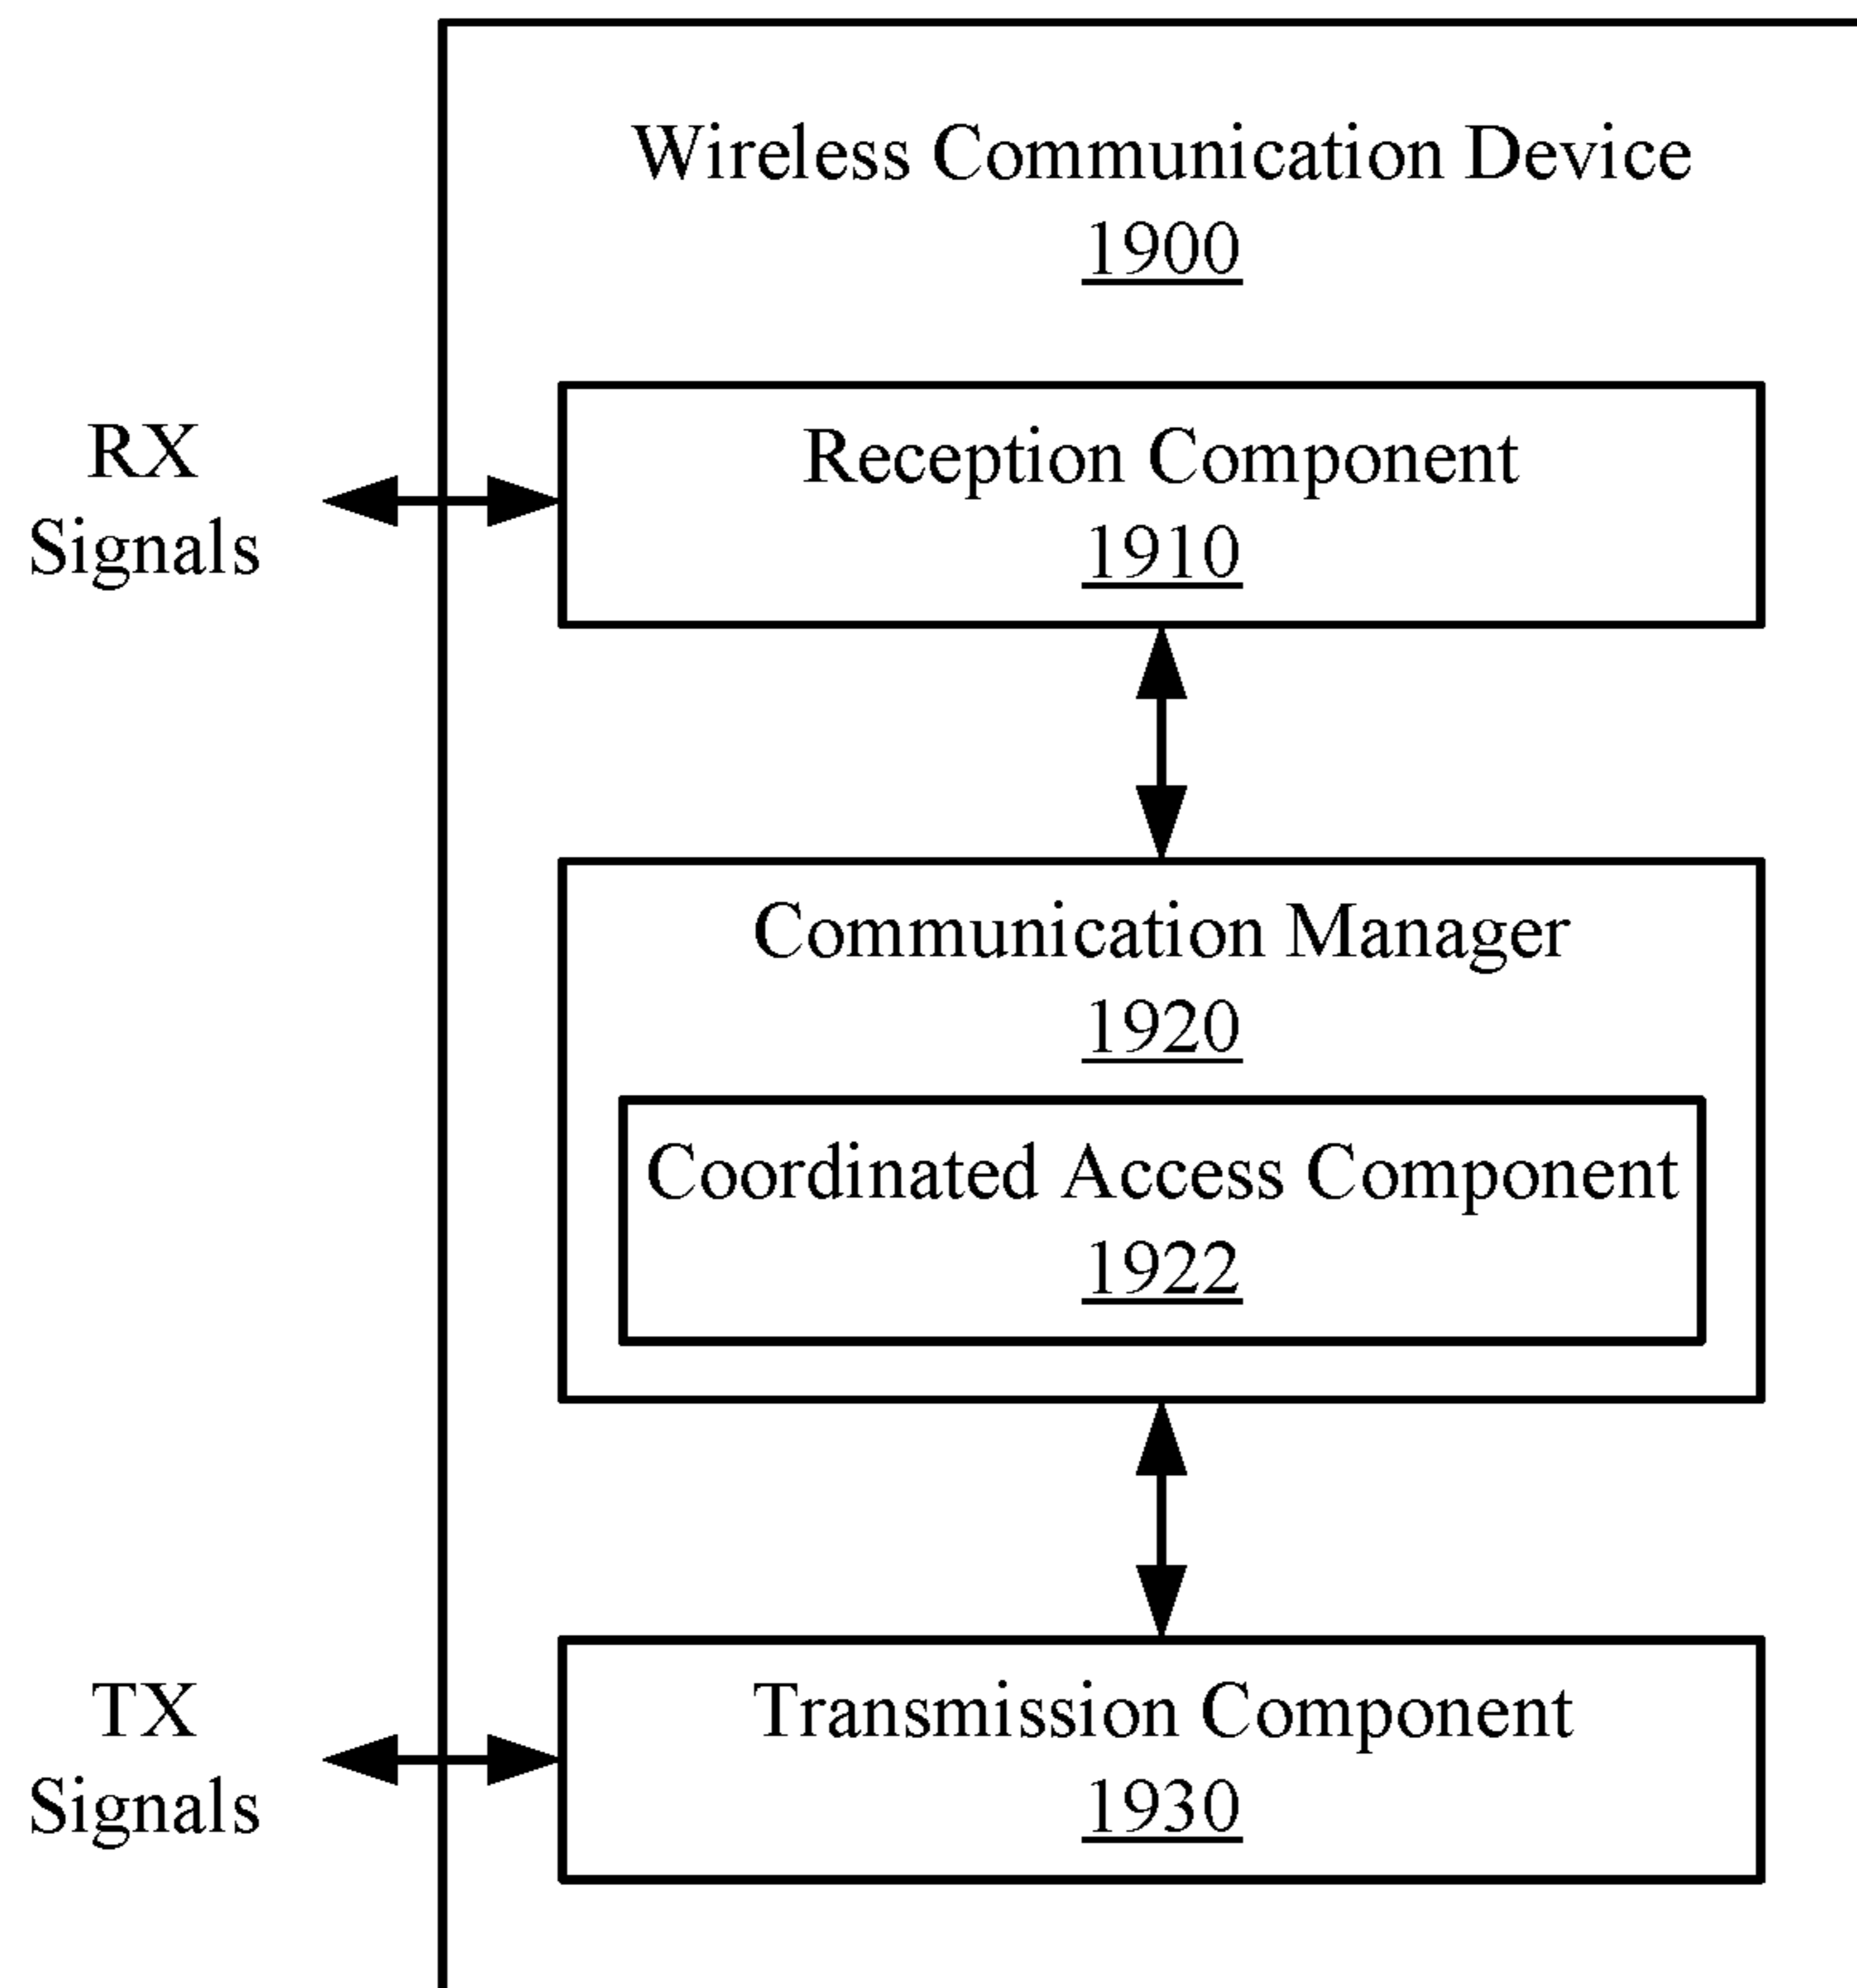 Wireless Communication Device
1900
RX
Signals
Reception Component
1910
Communication Manager
1920
Coordinated Access Component
1922
TX
Signals
Transmission Component
1930